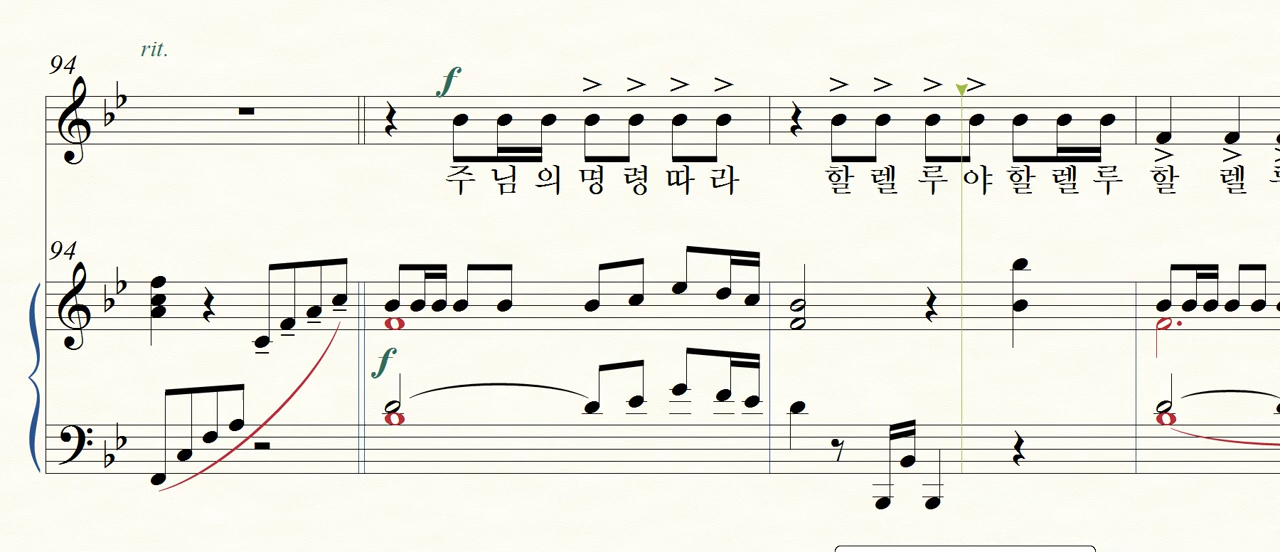 rit.
94
f
주 님 의 명 령 따 라 할 렐 루 야 할 렐 루 할 렐
94
f